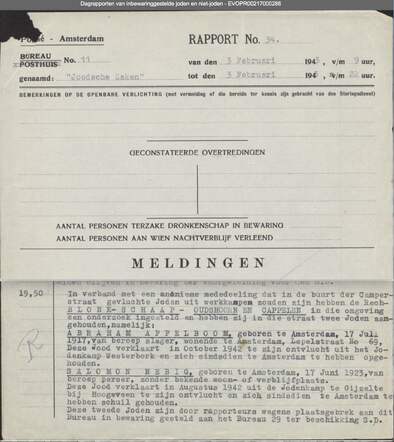 Dagrapporten van inbewaringgestelde joden en niet-joden - EVOPR00217000286
- Amsterdam
RAPPORT No. 34.
BUREAU
POSTHUIS No. 11
van den 3 Februari 1943, v/m 9 uur,
genaamd: "Joodsche Zaken"
tot den 3 Februari 194 , n/m 22 uur,
BEMERKINGEN OP DE OPENBARE VERLICHTING (met vermelding of die bereids ter kennis zijn gebracht van den Storingsdienst)
GECONSTATEERDE OVERTREDINGEN
AANTAL PERSONEN TERZAKE DRONKENSCHAP IN BEWARING
AANTAL PERSONEN AAN WIEN NACHTVERBLIJF VERLEEND
MELDINGEN
19,50 In verband met een anonieme mededeeling dat in de buurt der Camper-
straat gevluchte Joden uit werkkampen zouden zijn hebben de rech-
BLONK-SCHAAP- OUDSHOORN EN CAPPELEN in die omgeving
een onderzoek ingesteld en hebben zij in die straat twee Joden aan-
gehouden, namelijk:
ABRAHAM APPELBOOM, geboren te Amsterdam, 17 Juli
1917, van beroep slager, wonende te Amsterdam, Lepelstraat No 69,
Deze Jood verklaart in October 1942 te zijn ontvlucht uit het Jo-
denkamp Westerbork en zich sindsdien te Amsterdam te hebben opge-
houden.
SALOMON NEBIG, geboren te Amsterdam, 17 Juni 1923, van
beroep perser, zonder bekende woon- of verblijfplaats.
Deze Jood verklaart in Augustus 1942 uit de Jodenkamp te Gijzelte
bij Hoogeveen te zijn ontvlucht en zich sindsdien te Amsterdam te
hebben schuil gehouden.
Deze tweede Joden zijn door rapporteurs wegens plaatsgebrek aan dit
Bureau in bewaring gesteld aan het Bureau 29 ter beschikking S.D.